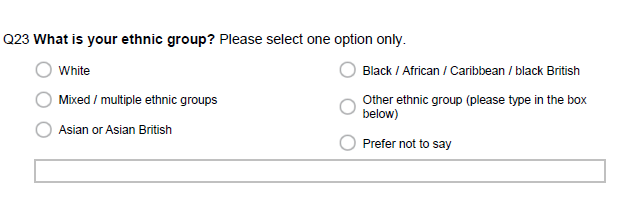 Q23 What is your ethnic group? Please select one option only.
White
Mixed / multiple ethnic groups
Asian or Asian British
Black / African / Caribbean / black British
Other ethnic group (please type in the box
below)
Prefer not to say